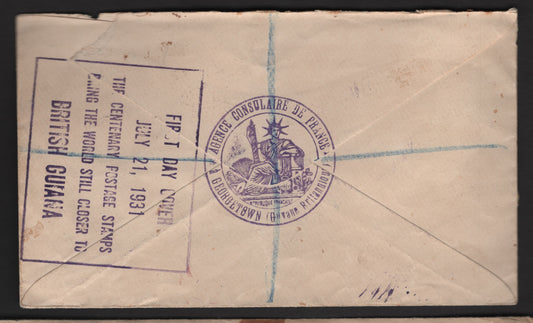 FIRST DAY COVER
JULY 21, 1931
THE CENTENARY POSTAGE STAMPS
BRING THE WORLD STILL CLOSER TO
BRITISH GUIANA
AGENCE CONSULAIRE DE FRANCE
GEORGETOWN (Guyane Britannique)